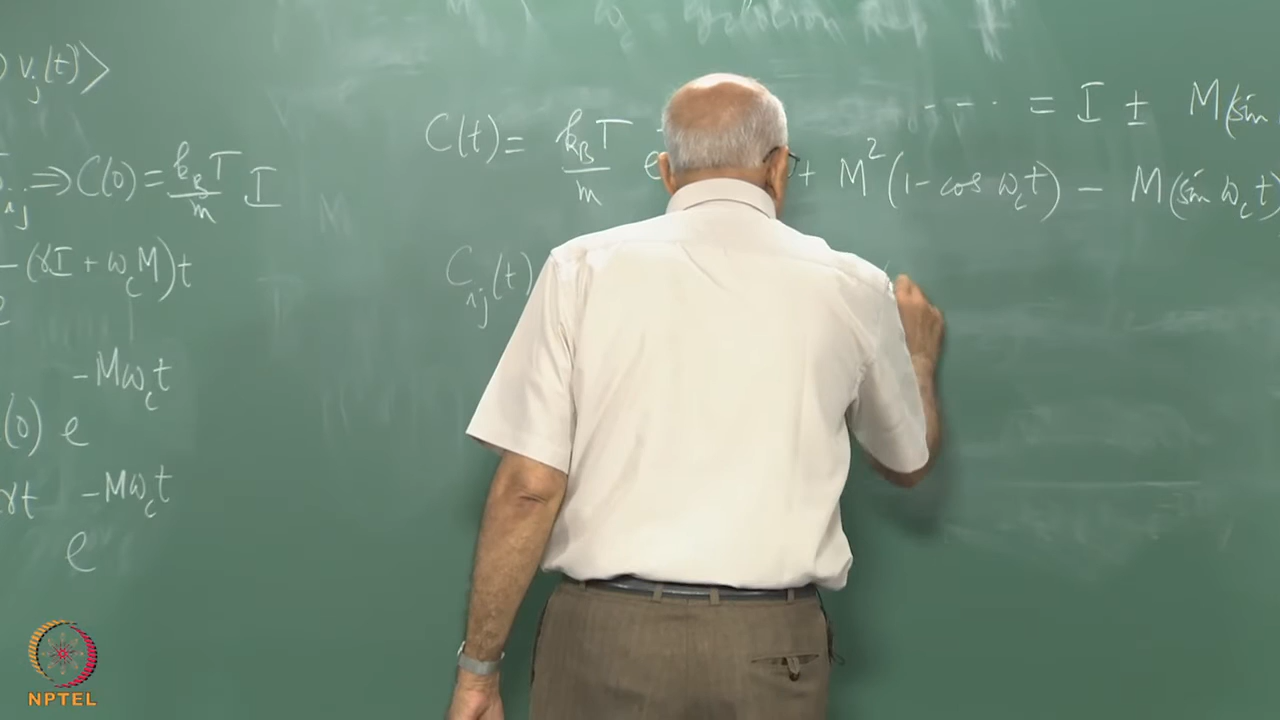 v_j(t)⟩
⇒ C(0) = k_BT/m I
-(γI + ω_c M)t
-Mω_c t
(0) e
γt -Mω_c t
e
C(t) = k_BT/m e
+ M²(1 - cos ω_c t) - M(sin ω_c t)
C_ij(t)
.... = I ± M(sin
NPTEL